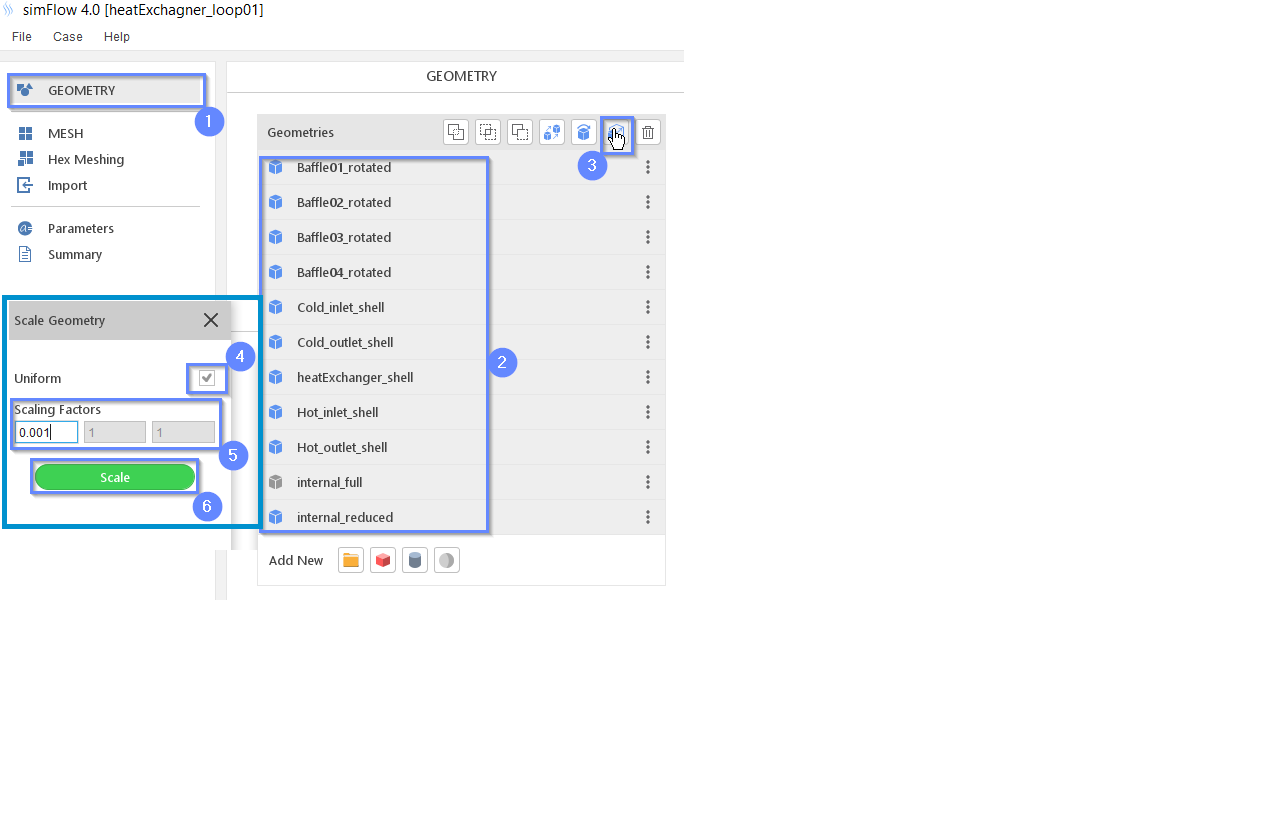 simFlow 4.0 [heatExchagner_loop01]
File Case Help
GEOMETRY
GEOMETRY
1
MESH
Hex Meshing
Import
Parameters
Summary
Geometries
3
Baffle01_rotated
Baffle02_rotated
Baffle03_rotated
Baffle04_rotated
Cold_inlet_shell
Cold_outlet_shell
heatExchanger_shell
Hot_inlet_shell
Hot_outlet_shell
internal_full
internal_reduced
2
Add New
Scale Geometry
4
Uniform
Scaling Factors
0.001 1 1
5
Scale
6